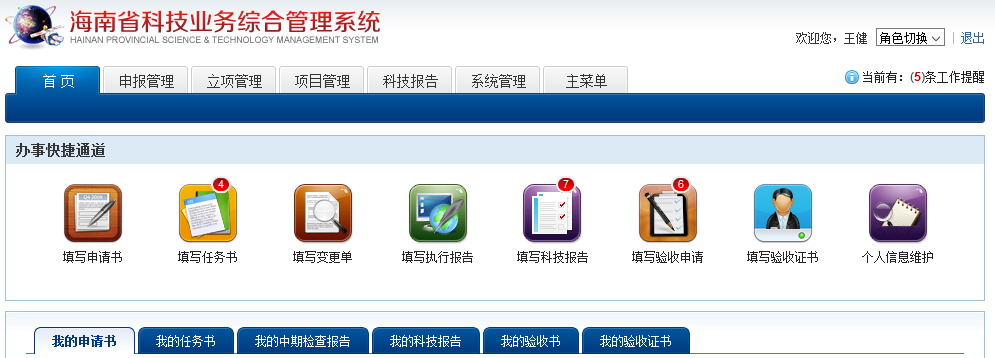 海南省科技业务综合管理系统
HAINAN PROVINCIAL SCIENCE & TECHNOLOGY MANAGEMENT SYSTEM
欢迎您，王健 角色切换 | 退出
首 页 申报管理 立项管理 项目管理 科技报告 系统管理 主菜单
当前有：(5)条工作提醒
办事快捷通道
4 7 6
填写申请书 填写任务书 填写变更单 填写执行报告 填写科技报告 填写验收申请 填写验收证书 个人信息维护
我的申请书 我的任务书 我的中期检查报告 我的科技报告 我的验收书 我的验收证书